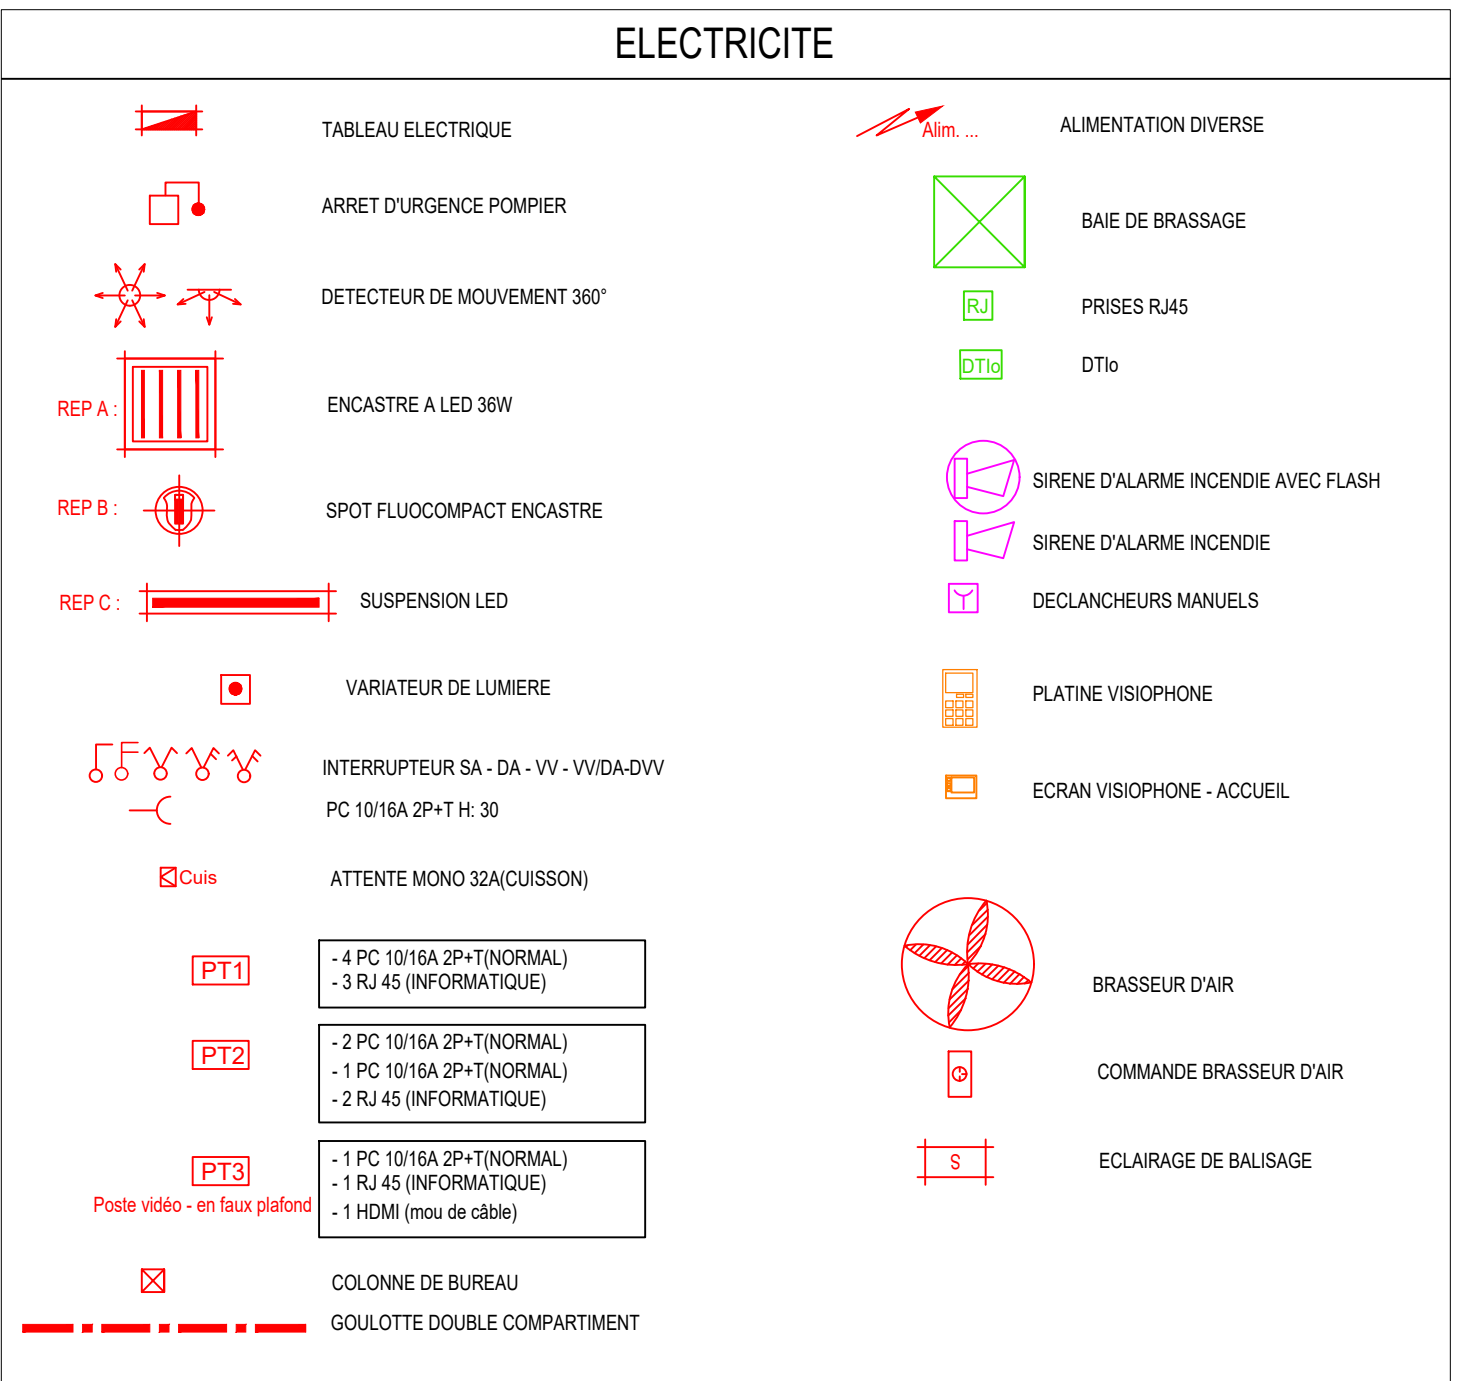 ELECTRICITE
TABLEAU ELECTRIQUE
ARRET D'URGENCE POMPIER
DETECTEUR DE MOUVEMENT 360°
REP A :
ENCASTRE A LED 36W
REP B :
SPOT FLUOCOMPACT ENCASTRE
REP C :
SUSPENSION LED
VARIATEUR DE LUMIERE
INTERRUPTEUR SA - DA - VV - VV/DA-DVV
PC 10/16A 2P+T H: 30
Cuis
ATTENTE MONO 32A(CUISSON)
PT1
- 4 PC 10/16A 2P+T(NORMAL)
- 3 RJ 45 (INFORMATIQUE)
PT2
- 2 PC 10/16A 2P+T(NORMAL)
- 1 PC 10/16A 2P+T(NORMAL)
- 2 RJ 45 (INFORMATIQUE)
PT3
Poste vidéo - en faux plafond
- 1 PC 10/16A 2P+T(NORMAL)
- 1 RJ 45 (INFORMATIQUE)
- 1 HDMI (mou de câble)
COLONNE DE BUREAU
GOULOTTE DOUBLE COMPARTIMENT
Alim. ...
ALIMENTATION DIVERSE
BAIE DE BRASSAGE
RJ
PRISES RJ45
DTIo
DTIo
SIRENE D'ALARME INCENDIE AVEC FLASH
SIRENE D'ALARME INCENDIE
DECLANCHEURS MANUELS
PLATINE VISIOPHONE
ECRAN VISIOPHONE - ACCUEIL
BRASSEUR D'AIR
COMMANDE BRASSEUR D'AIR
S
ECLAIRAGE DE BALISAGE